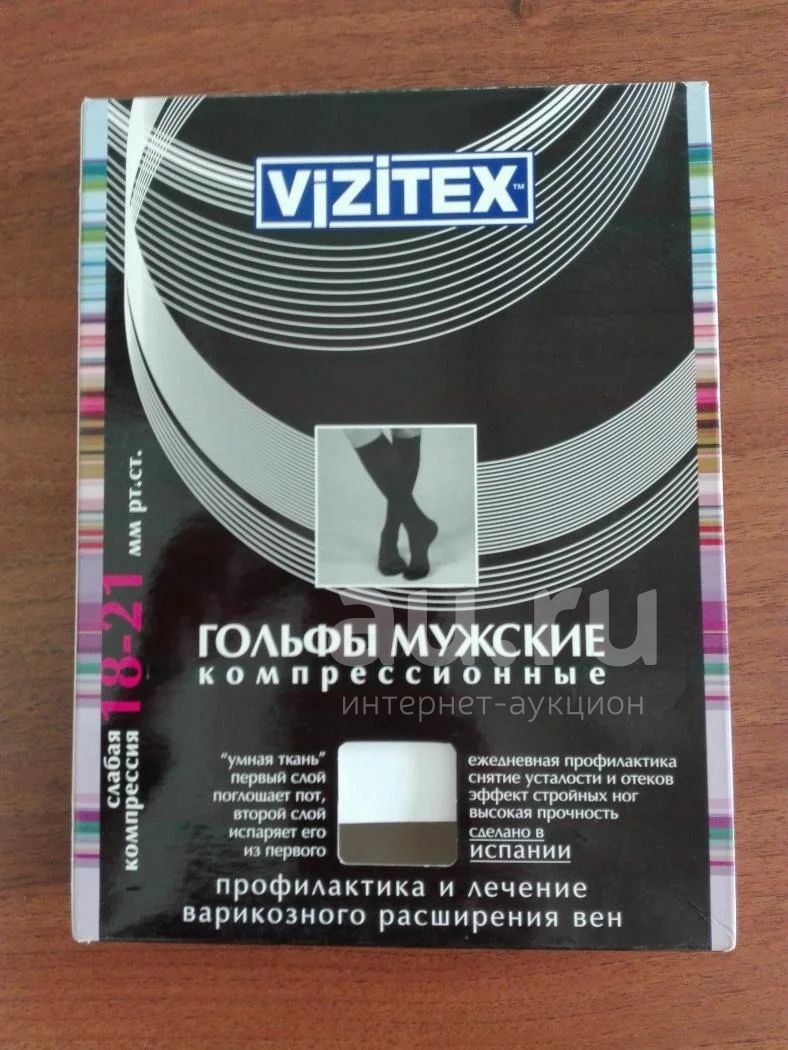 VIZITEX™
слабая
компрессия 18-21 мм рт.ст.
ГОЛЬФЫ МУЖСКИЕ
компрессионные
au.ru
интернет-аукцион
"умная ткань"
первый слой
поглощает пот,
второй слой
испаряет его
из первого
ежедневная профилактика
снятие усталости и отеков
эффект стройных ног
высокая прочность
сделано в
испании
профилактика и лечение
варикозного расширения вен